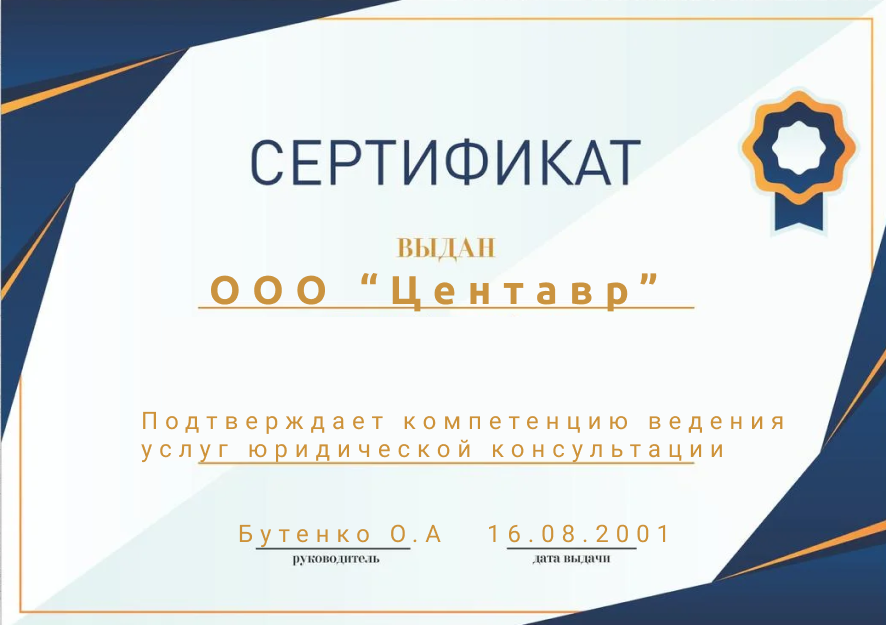 СЕРТИФИКАТ
ВЫДАН
ООО “Центавр”
Подтверждает компетенцию ведения
услуг юридической консультации
Бутенко О.А 16.08.2001
руководитель дата выдачи